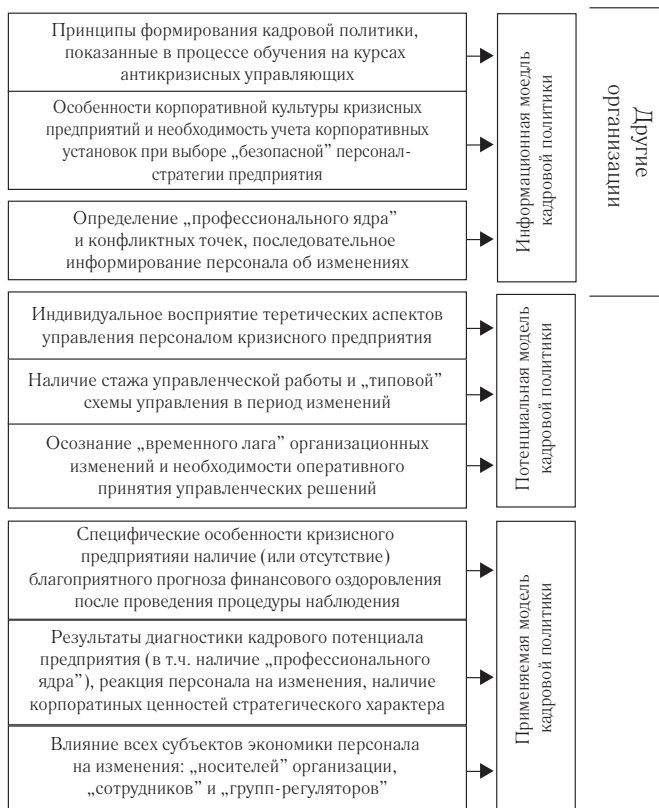 Принципы формирования кадровой политики,
показанные в процессе обучения на курсах
антикризисных управляющих
Особенности корпоративной культуры кризисных
предприятий и необходимость учета корпоративных
установок при выборе „безопасной” персонал-
стратегии предприятия
Определение „профессионального ядра”
и конфликтных точек, последовательное
информирование персонала об изменениях
Информационная моедль
кадровой политики
Другие
организации
Индивидуальное восприятие теретических аспектов
управления персоналом кризисного предприятия
Наличие стажа управленческой работы и „типовой”
схемы управления в период изменений
Осознание „временного лага” организационных
изменений и необходимости оперативного
принятия управленческих решений
Потенциальная модель
кадровой политики
Специфические особенности кризисного
предприятияи наличие (или отсутствие)
благоприятного прогноза финансового оздоровления
после проведения процедуры наблюдения
Результаты диагностики кадрового потенциала
предприятия (в т.ч. наличие „профессионального
ядра”), реакция персонала на изменения, наличие
корпоратиных ценностей стратегического характера
Влияние всех субъектов экономики персонала
на изменения: „носителей” организации,
„сотрудников” и „групп-регуляторов”
Применяемая модель
кадровой политики